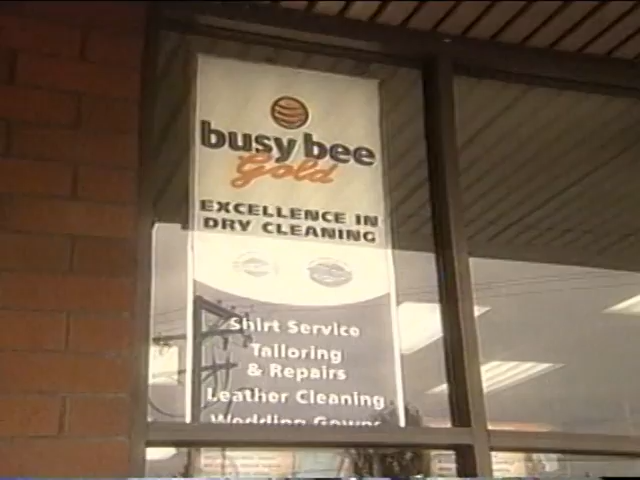 busy bee
Gold
EXCELLENCE IN
DRY CLEANING
Shirt Service
Tailoring
& Repairs
Leather Cleaning
Wedding Gowns